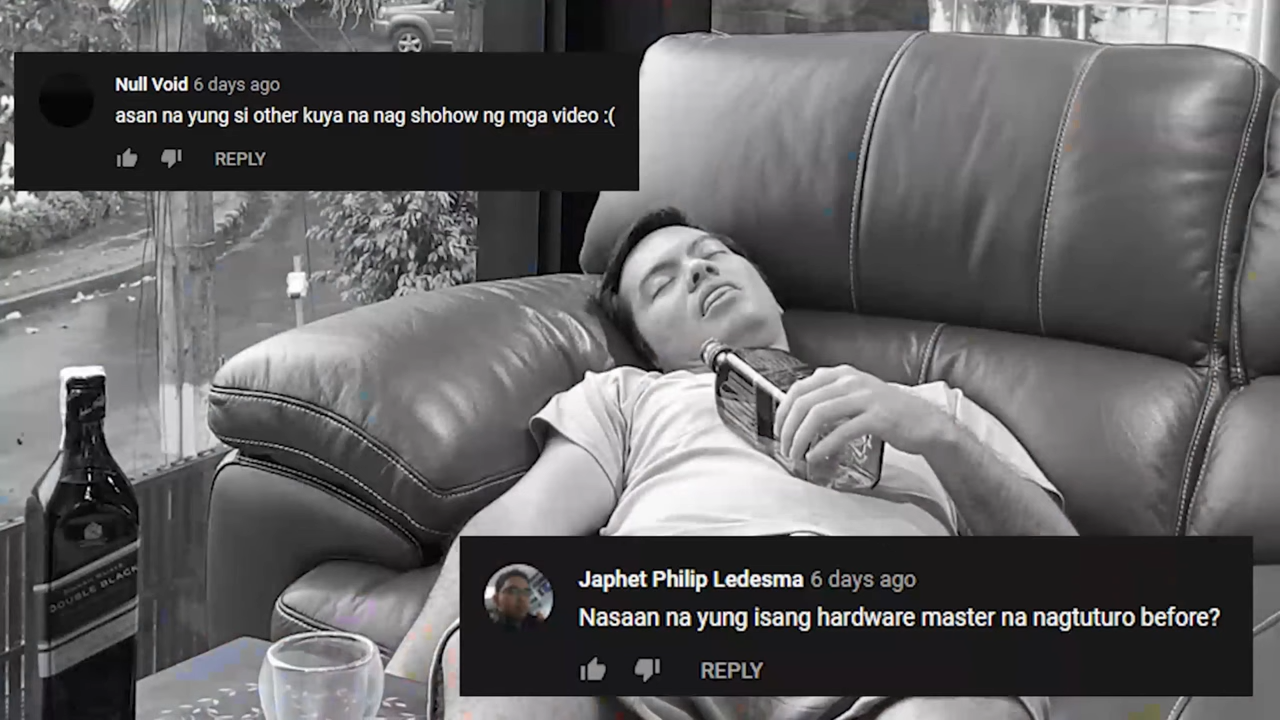 Null Void 6 days ago
asan na yung si other kuya na nag shohow ng mga video :(
REPLY
Japhet Philip Ledesma 6 days ago
Nasaan na yung isang hardware master na nagtuturo before?
REPLY
DOUBLE BLACK